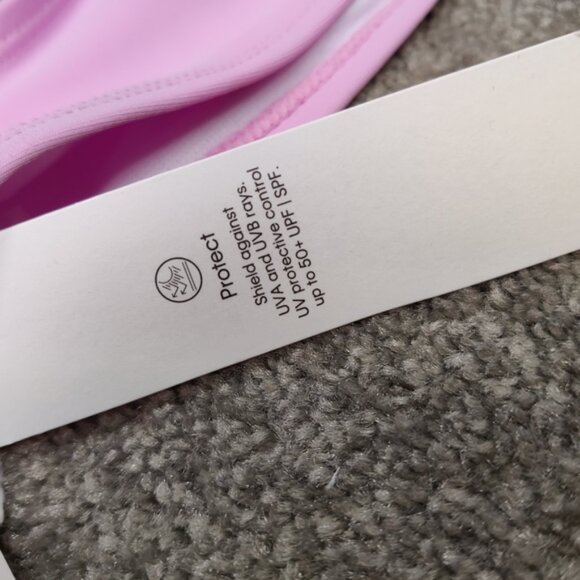 Protect
Shield against
UVA and UVB rays.
UV protective control
up to 50+ UPF | SPF.